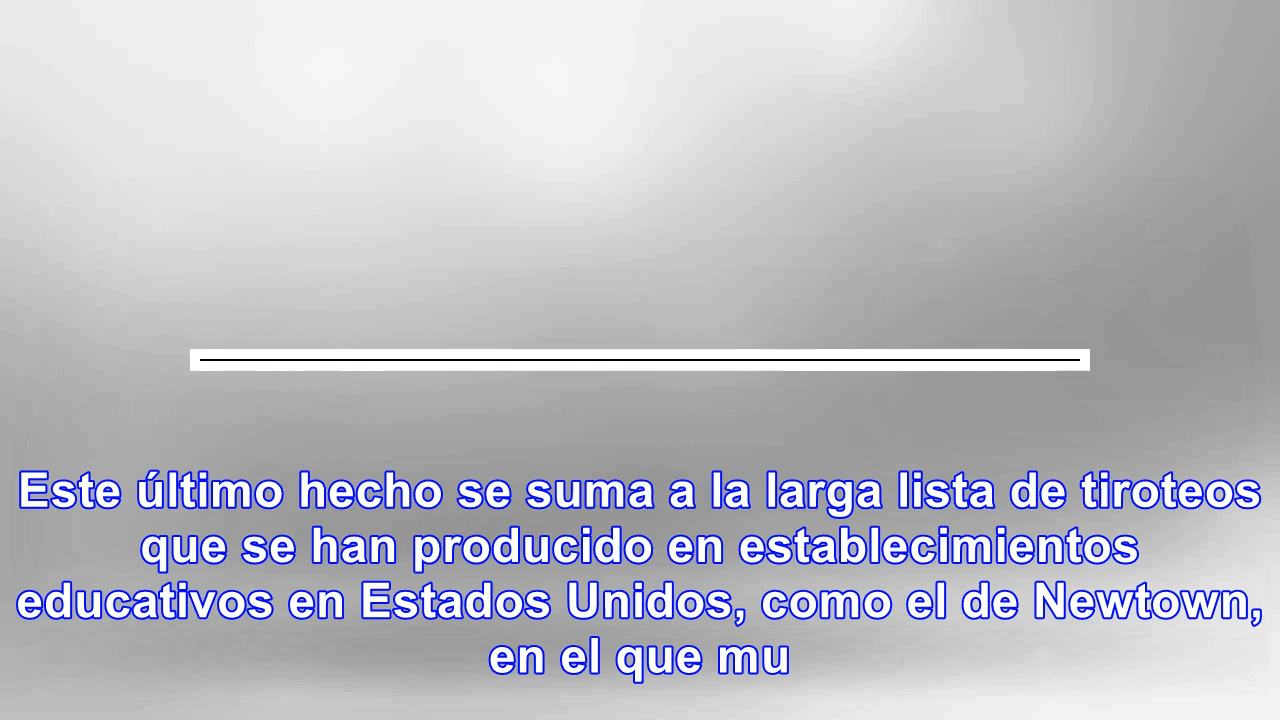 Este último hecho se suma a la larga lista de tiroteos
que se han producido en establecimientos
educativos en Estados Unidos, como el de Newtown,
en el que mu